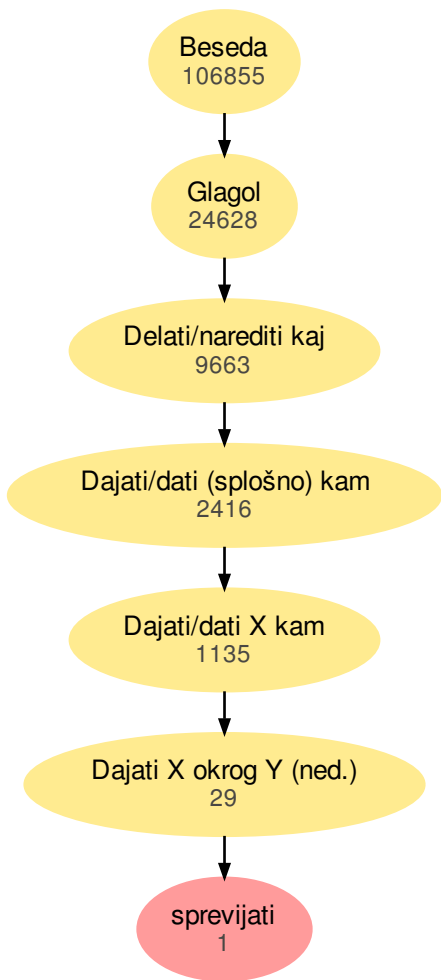 Beseda
106855
Glagol
24628
Delati/narediti kaj
9663
Dajati/dati (splošno) kam
2416
Dajati/dati X kam
1135
Dajati X okrog Y (ned.)
29
sprevijati
1